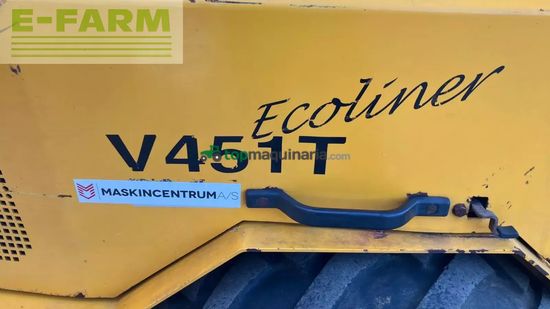 E-FARM
Ecoliner
V451T
topmaquinaria.com
MASKINCENTRUM A/S